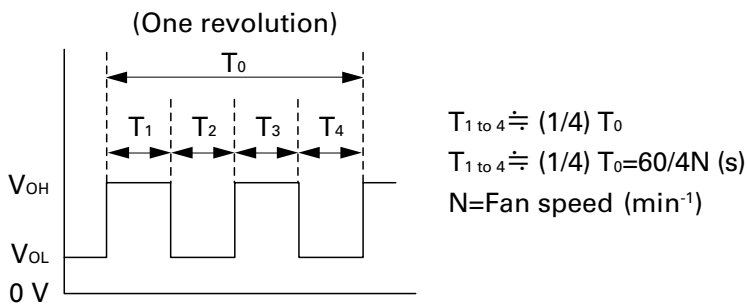 (One revolution)
T0
T1 T2 T3 T4
VOH
VOL
0 V
T1 to 4≒ (1/4) T0
T1 to 4≒ (1/4) T0=60/4N (s)
N=Fan speed (min-1)